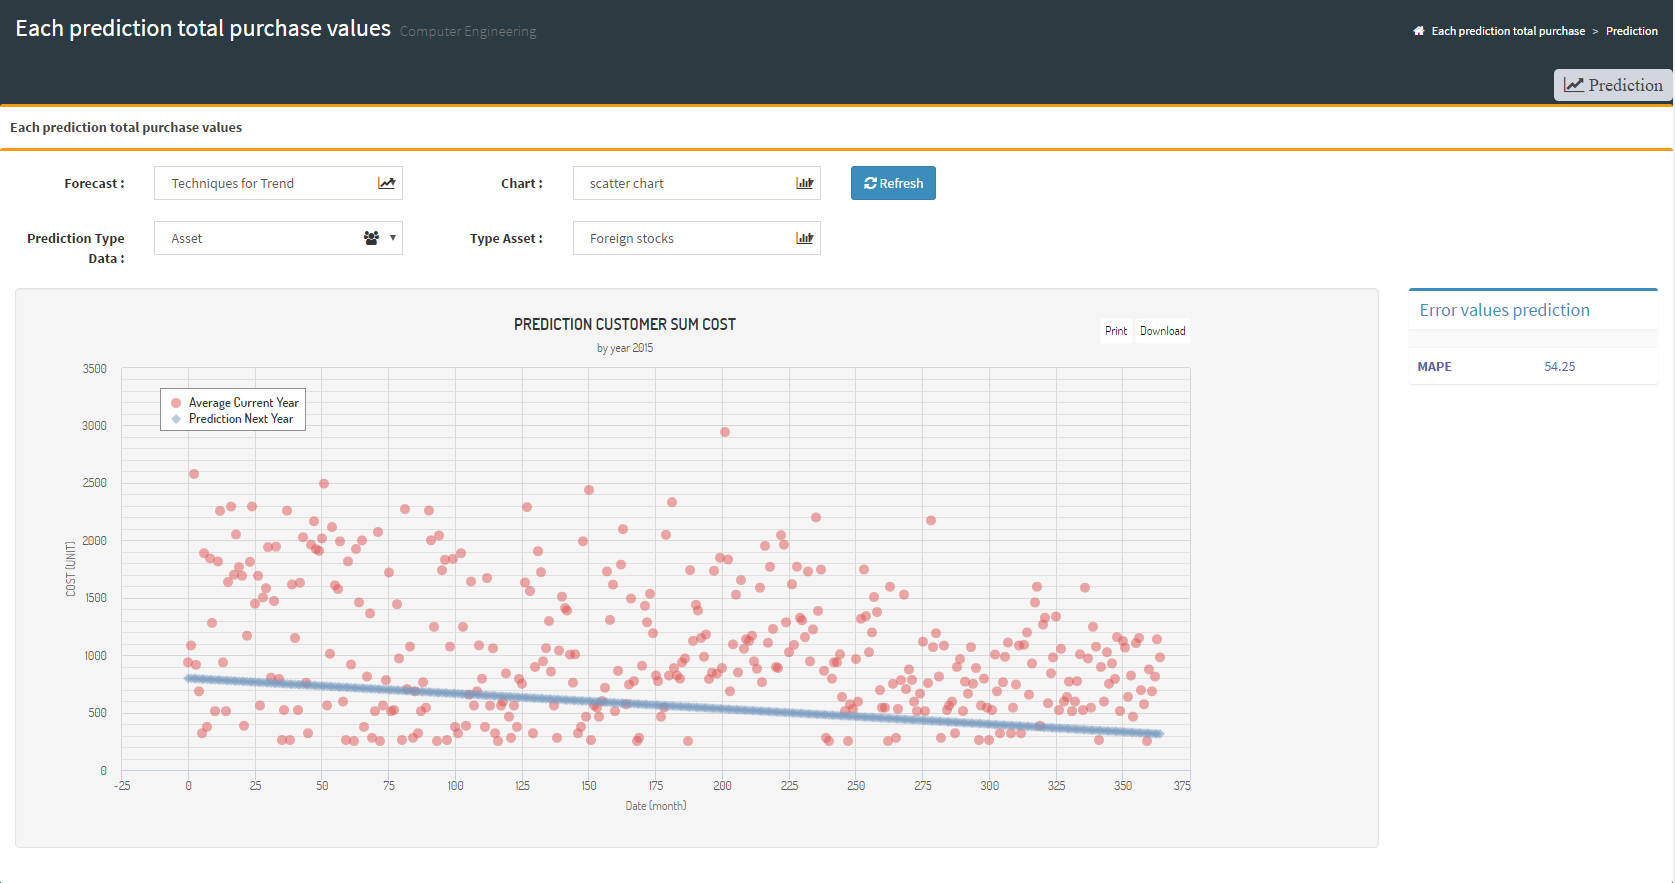 Each prediction total purchase values Computer Engineering
Each prediction total purchase > Prediction
Prediction
Each prediction total purchase values
Forecast :
Techniques for Trend
Chart :
scatter chart
Refresh
Prediction Type
Data :
Asset
Type Asset :
Foreign stocks
PREDICTION CUSTOMER SUM COST
by year 2015
Print
Download
Average Current Year
Prediction Next Year
COST (UNIT)
3500
3000
2500
2000
1500
1000
500
0
-25 0 25 50 75 100 125 150 175 200 225 250 275 300 325 350 375
Date (month)
Error values prediction
MAPE 54.25